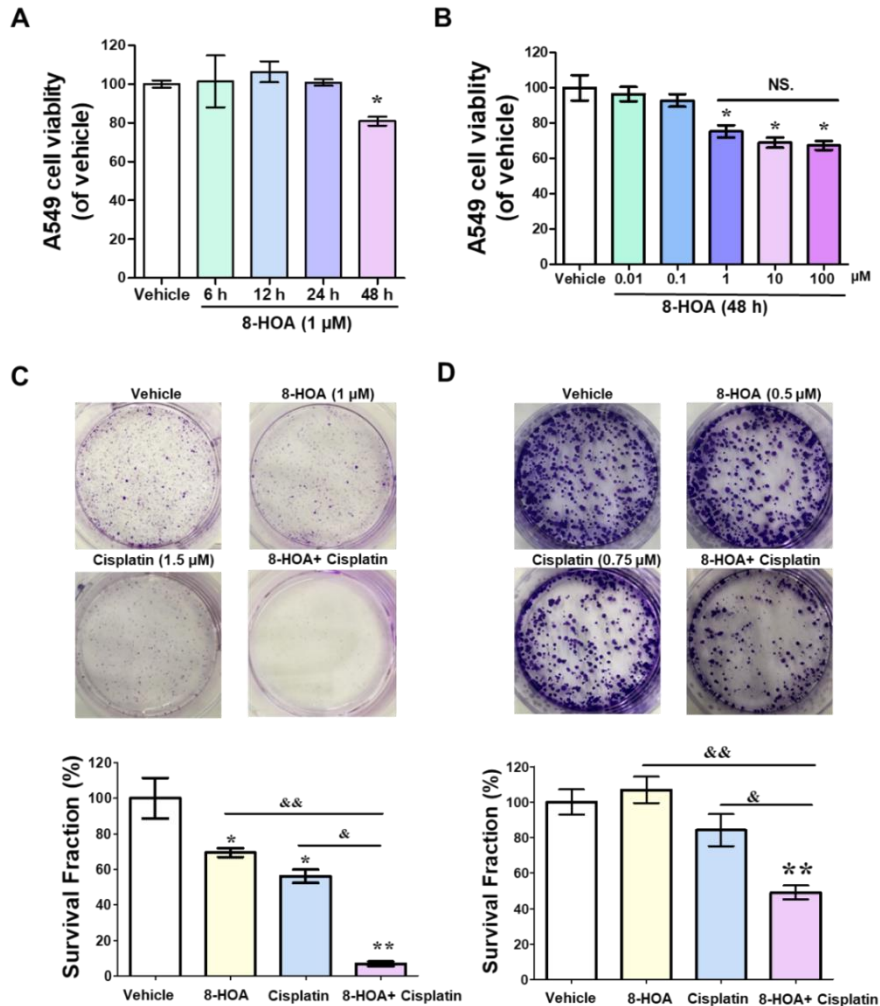 A
A549 cell viablity
(of vehicle)
120
100
80
60
40
20
0
*
Vehicle 6 h 12 h 24 h 48 h
8-HOA (1 µM)
B
A549 cell viablity
(of vehicle)
120
100
80
60
40
20
0
NS.
* * *
Vehicle 0.01 0.1 1 10 100 µM
8-HOA (48 h)
C
Vehicle 8-HOA (1 µM)
Cisplatin (1.5 µM) 8-HOA+ Cisplatin
Survival Fraction (%)
120
100
80
60
40
20
0
&&
&
* * **
Vehicle 8-HOA Cisplatin 8-HOA+ Cisplatin
D
Vehicle 8-HOA (0.5 µM)
Cisplatin (0.75 µM) 8-HOA+ Cisplatin
Survival Fraction (%)
120
100
80
60
40
20
0
&&
&
**
Vehicle 8-HOA Cisplatin 8-HOA+ Cisplatin